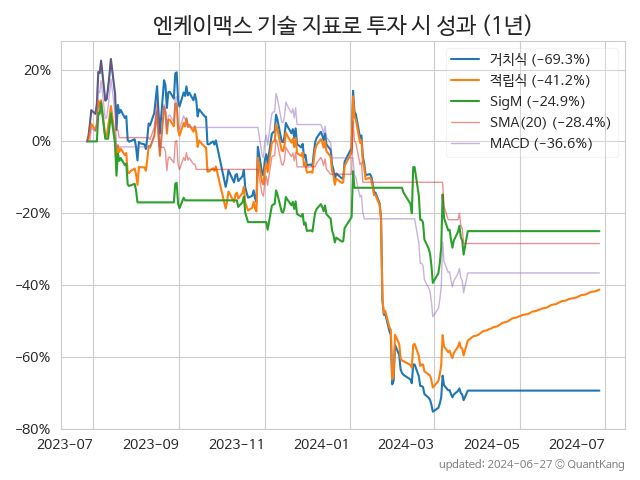 엔케이맥스 기술 지표로 투자 시 성과 (1년)
거치식 (−69.3%)
적립식 (−41.2%)
SigM (−24.9%)
SMA(20) (−28.4%)
MACD (−36.6%)
20%
0%
−20%
−40%
−60%
−80%
2023-07 2023-09 2023-11 2024-01 2024-03 2024-05 2024-07
updated: 2024-06-27 © QuantKang